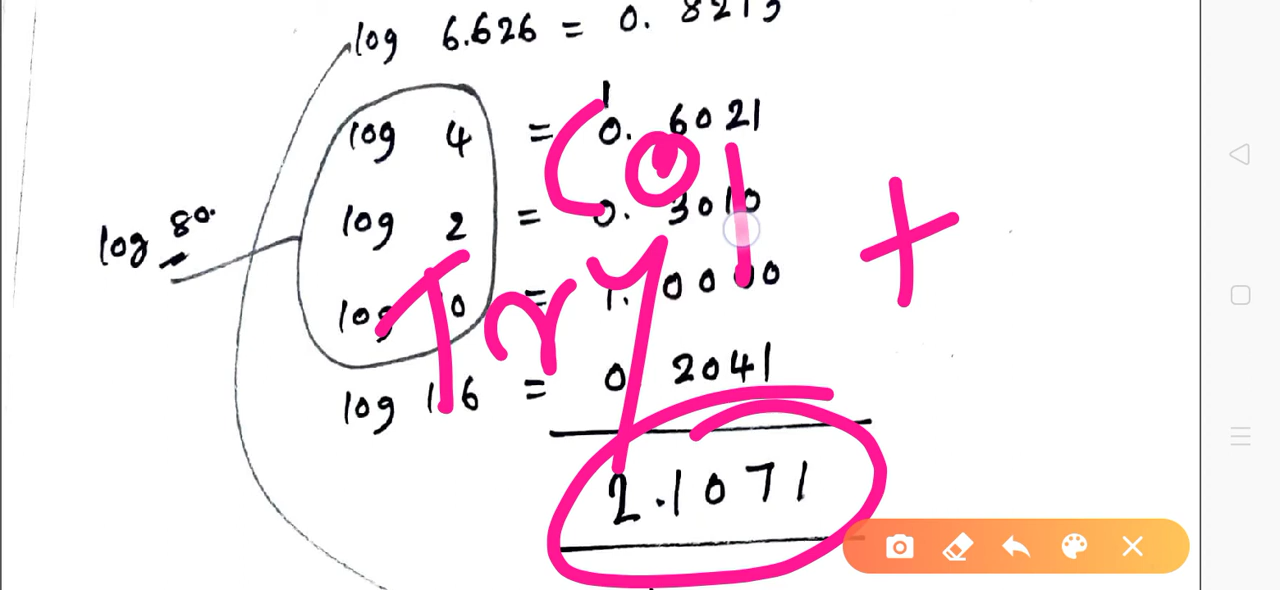 log 6.626 = 0. 8213
1
log 4 = 0. 6021
log 2 = 0. 3010
log 80.
log 10 = 1. 0000
log 1.6 = 0. 2041
2.1071
Col +
Try